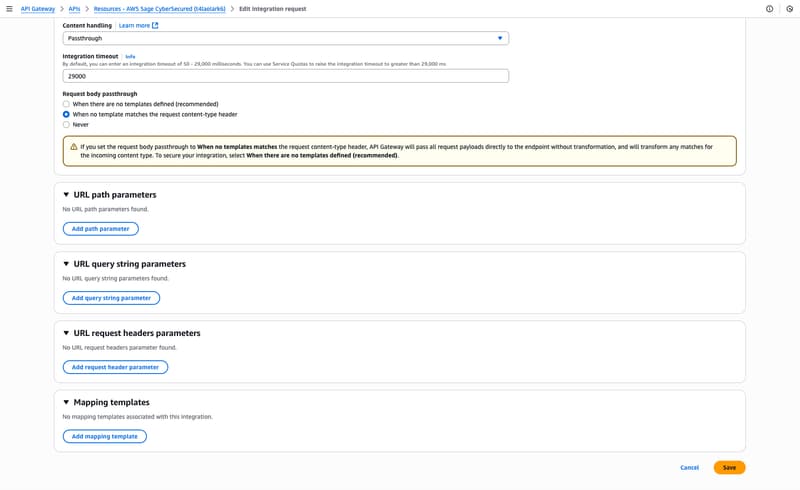 API Gateway > APIs > Resources - AWS Sage CyberSecured (t4laelark6) > Edit integration request
Content handling Learn more
Passthrough
Integration timeout Info
By default, you can enter an integration timeout of 50 - 29,000 milliseconds. You can use Service Quotas to raise the integration timeout to greater than 29,000 ms
29000
Request body passthrough
When there are no templates defined (recommended)
When no template matches the request content-type header
Never
If you set the request body passthrough to When no templates matches the request content-type header, API Gateway will pass all request payloads directly to the endpoint without transformation, and will transform any matches for
the incoming content type. To secure your integration, select When there are no templates defined (recommended).
URL path parameters
No URL path parameters found.
Add path parameter
URL query string parameters
No URL query string parameters found.
Add query string parameter
URL request headers parameters
No URL request headers parameter found.
Add request header parameter
Mapping templates
No mapping templates associated with this integration.
Add mapping template
Cancel Save